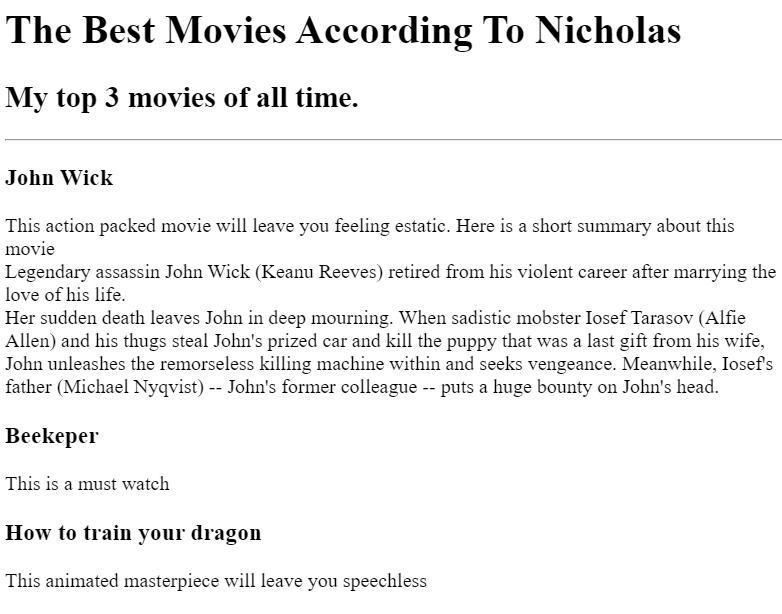 The Best Movies According To Nicholas
My top 3 movies of all time.
John Wick
This action packed movie will leave you feeling estatic. Here is a short summary about this
movie
Legendary assassin John Wick (Keanu Reeves) retired from his violent career after marrying the
love of his life.
Her sudden death leaves John in deep mourning. When sadistic mobster Iosef Tarasov (Alfie
Allen) and his thugs steal John's prized car and kill the puppy that was a last gift from his wife,
John unleashes the remorseless killing machine within and seeks vengeance. Meanwhile, Iosef's
father (Michael Nyqvist) -- John's former colleague -- puts a huge bounty on John's head.
Beekeper
This is a must watch
How to train your dragon
This animated masterpiece will leave you speechless